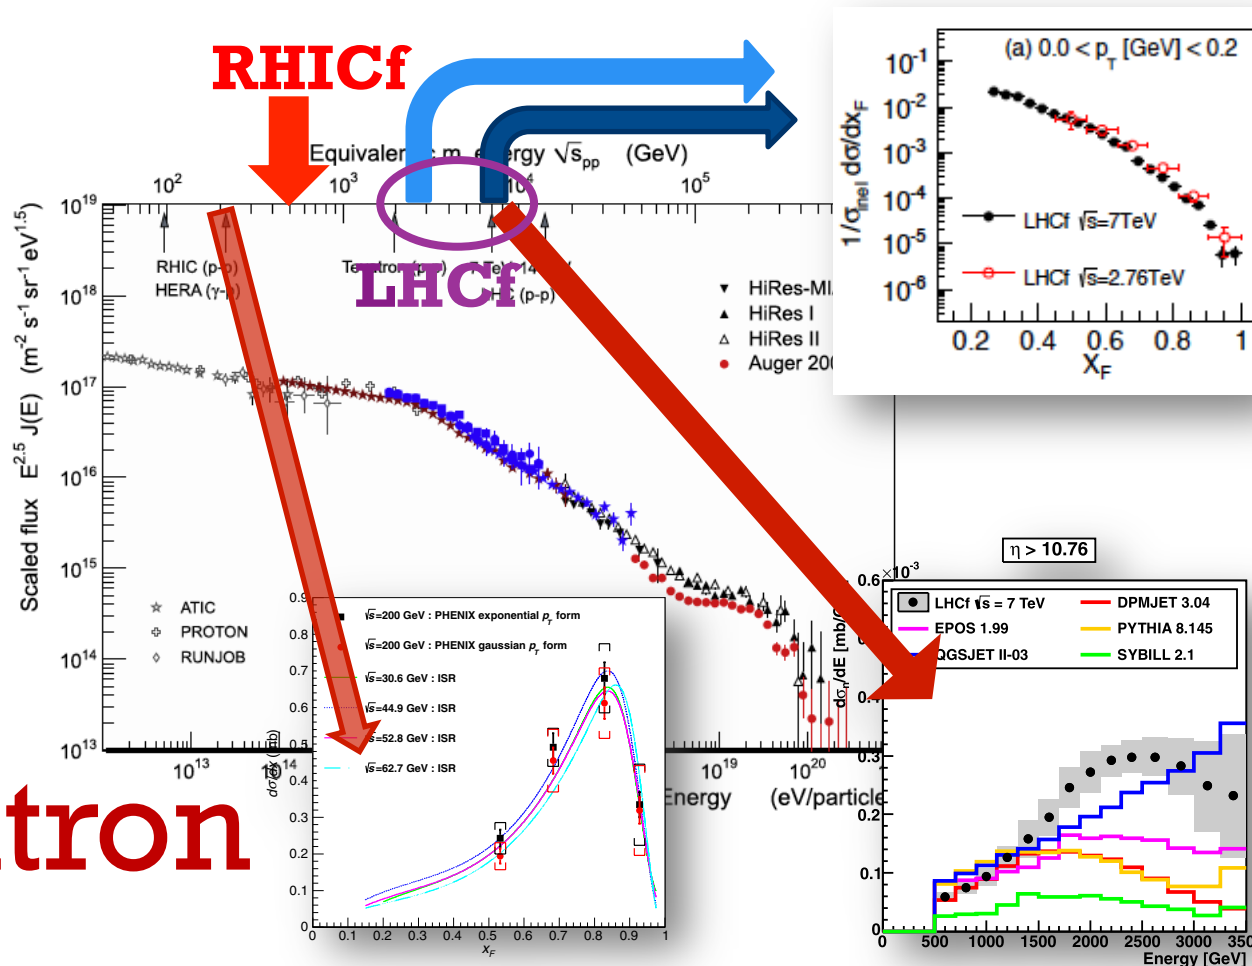 RHICf
Equivalent c.m. energy √s_pp (GeV)
10^2
10^3
10^4
10^5
RHIC (p-p)
HERA (γ-p)
LHCf
(p-p)
HiRes I
HiRes II
ATIC
PROTON
RUNJOB
Scaled flux E^2.5 J(E) (m^-2 s^-1 sr^-1 eV^1.5)
10^19
10^18
10^17
10^16
10^15
10^14
10^13
10^13
10^14
10^19
10^20
Energy (eV/particle
tron
(a) 0.0 < p_T [GeV] < 0.2
1/σ_inel dσ/dx_F
10^-1
10^-2
10^-3
10^-4
10^-5
10^-6
LHCf √s=7TeV
LHCf √s=2.76TeV
0.2 0.4 0.6 0.8 1
X_F
√s=200 GeV : PHENIX exponential p_T form
√s=200 GeV : PHENIX gaussian p_T form
√s=30.6 GeV : ISR
√s=44.9 GeV : ISR
√s=52.8 GeV : ISR
√s=62.7 GeV : ISR
0.9
0.8
0.7
0.6
0.4
0.3
0.2
0.1
0
0 0.1 0.2 0.3 0.4 0.5 0.6 0.7 0.8 0.9 1
x_F
η > 10.76
0.6 ×10^-3
LHCf √s = 7 TeV
EPOS 1.99
QGSJET II-03
DPMJET 3.04
PYTHIA 8.145
SYBILL 2.1
0.3
0.2
0.1
0
0 500 1000 1500 2000 2500 3000 350
Energy [GeV]